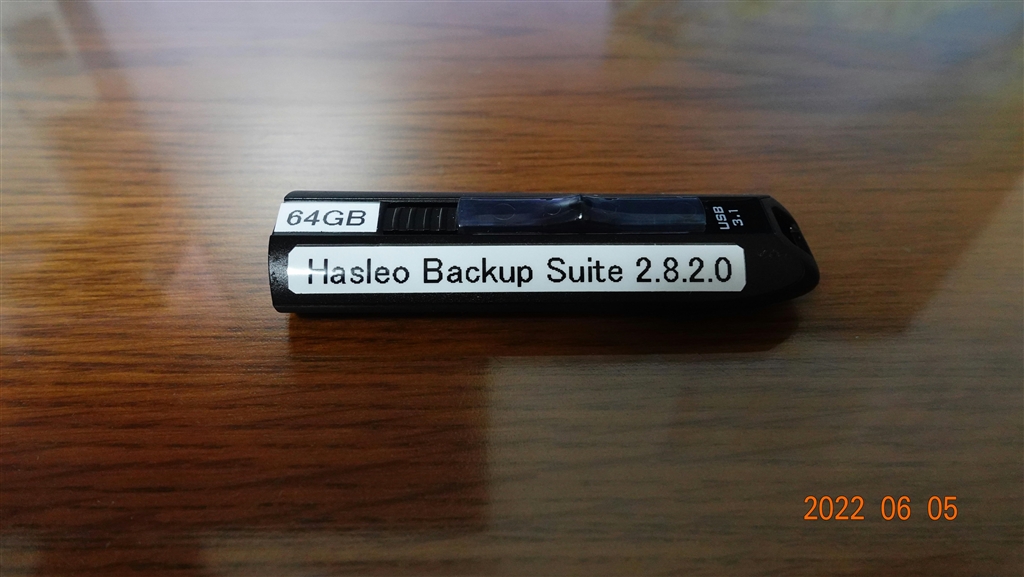 64GB
USB
3.1
Hasleo Backup Suite 2.8.2.0
2022 06 05